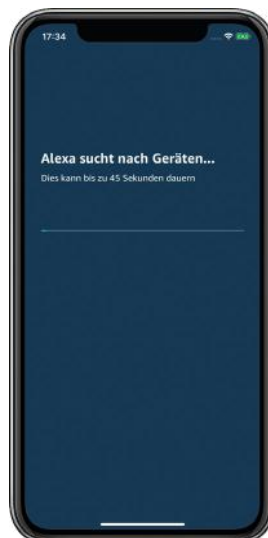 17:34
Alexa sucht nach Geräten...
Dies kann bis zu 45 Sekunden dauern